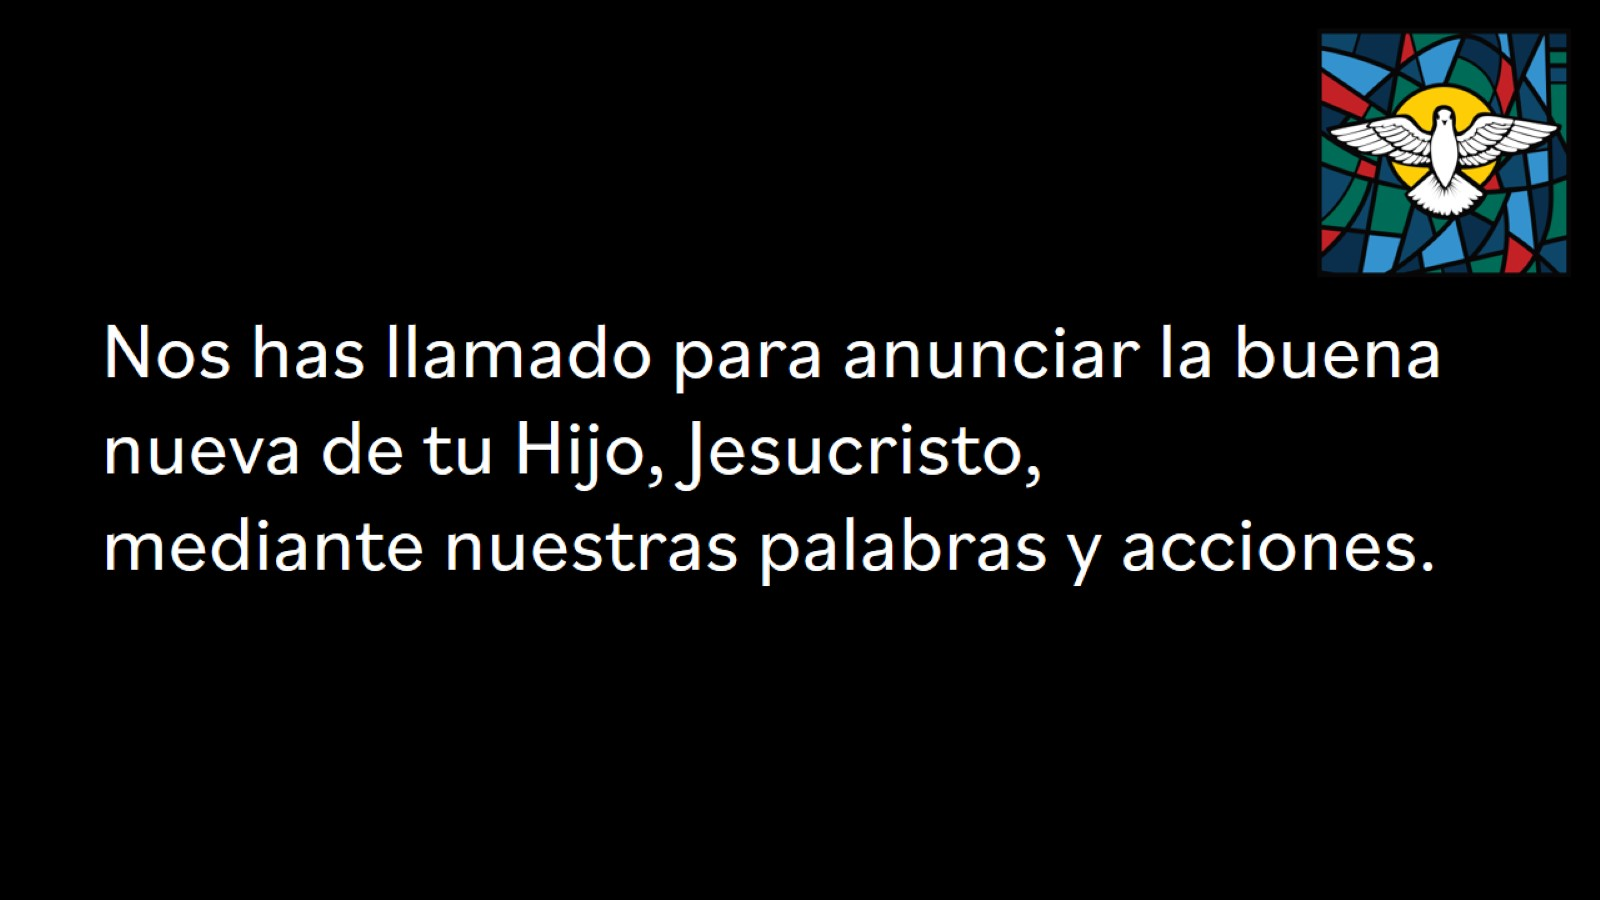 Nos has llamado para anunciar la buena
nueva de tu Hijo, Jesucristo,
mediante nuestras palabras y acciones.